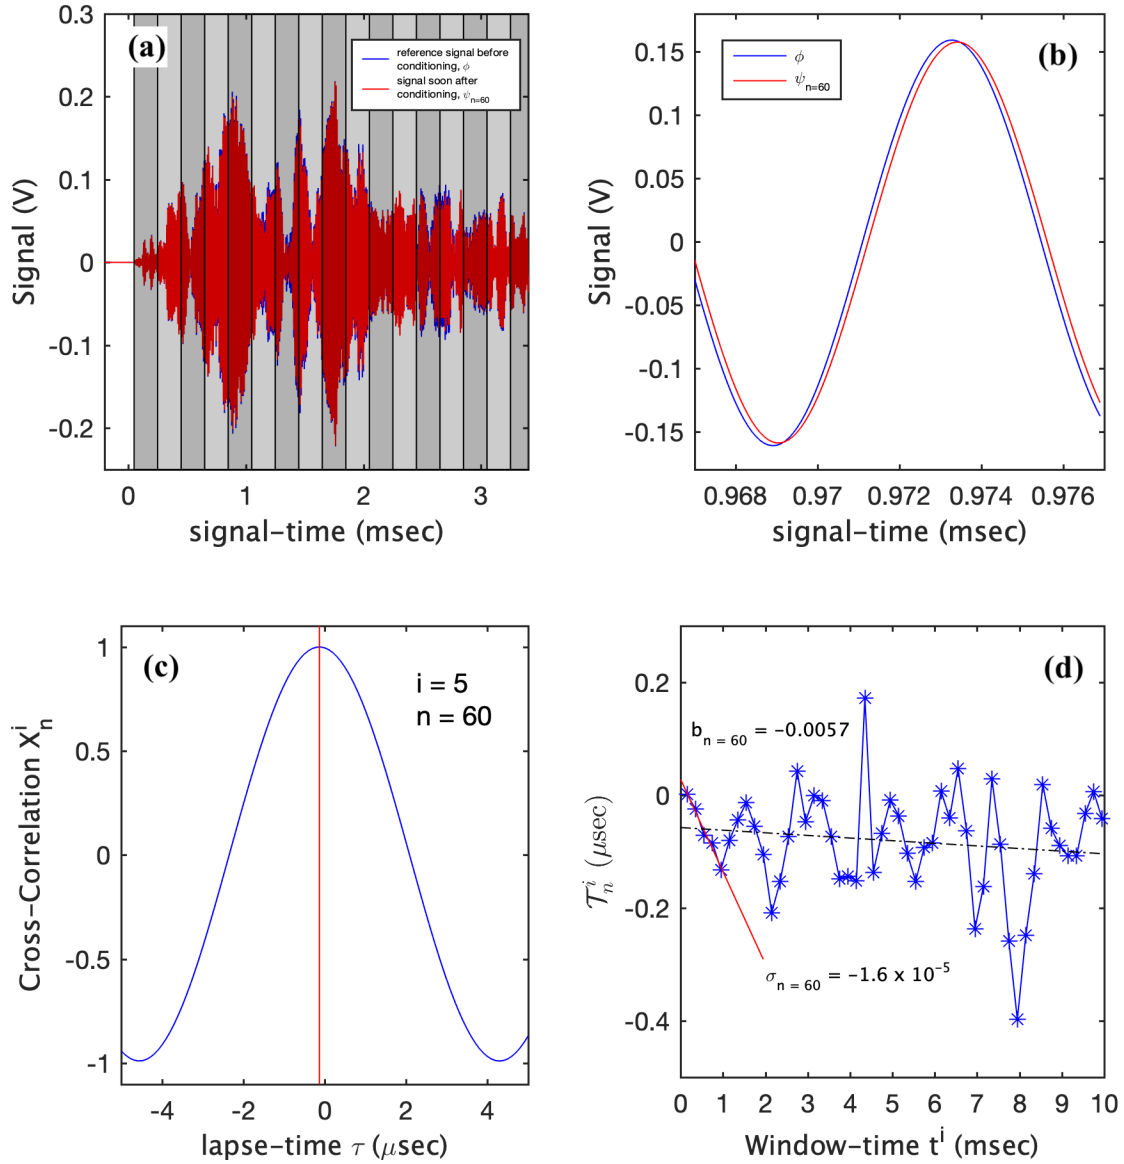 (a)
reference signal before
conditioning, ϕ
signal soon after
conditioning, ψn=60
0.3
0.2
0.1
0
-0.1
-0.2
Signal (V)
0 1 2 3
signal-time (msec)
(b)
ϕ
ψn=60
0.15
0.1
0.05
0
-0.05
-0.1
-0.15
Signal (V)
0.968 0.97 0.972 0.974 0.976
signal-time (msec)
(c)
i = 5
n = 60
1
0.5
0
-0.5
-1
Cross-Correlation Xⁱn
-4 -2 0 2 4
lapse-time τ (μsec)
(d)
bn = 60 = -0.0057
σn = 60 = -1.6 x 10⁻⁵
0.2
0
-0.2
-0.4
𝒯ⁱn (μsec)
0 1 2 3 4 5 6 7 8 9 10
Window-time tⁱ (msec)